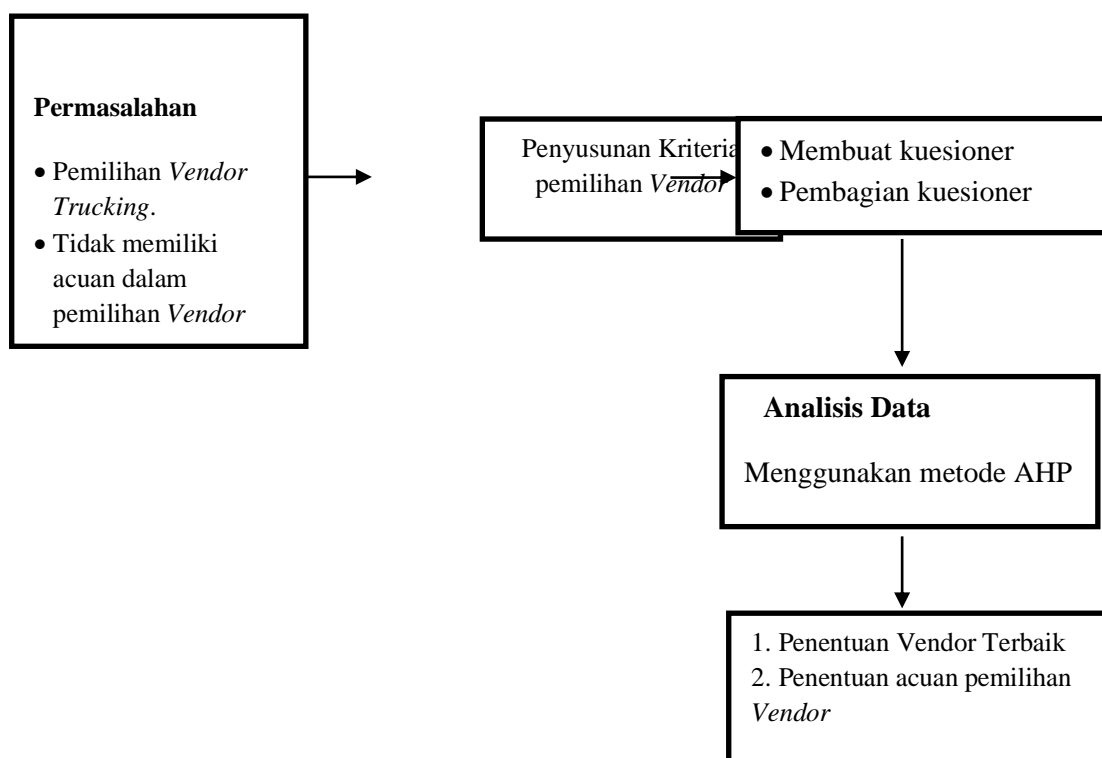 Permasalahan
• Pemilihan Vendor
Trucking.
• Tidak memiliki
acuan dalam
pemilihan Vendor
Penyusunan Kriteria
pemilihan Vendor
• Membuat kuesioner
• Pembagian kuesioner
Analisis Data
Menggunakan metode AHP
1. Penentuan Vendor Terbaik
2. Penentuan acuan pemilihan
Vendor